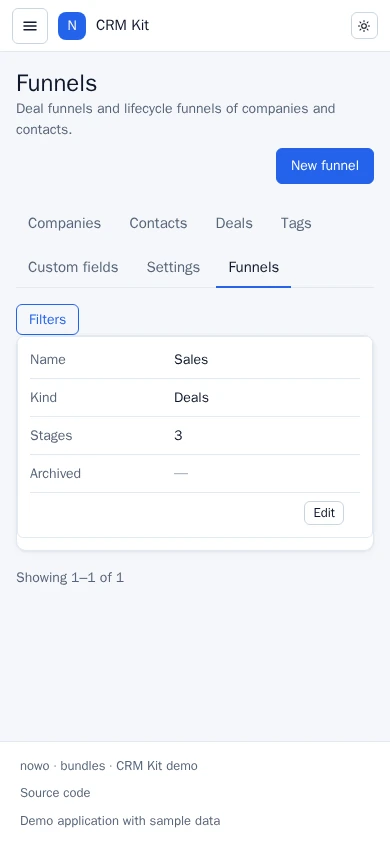 N CRM Kit
Funnels
Deal funnels and lifecycle funnels of companies and
contacts.
New funnel
Companies Contacts Deals Tags
Custom fields Settings Funnels
Filters
Name Sales
Kind Deals
Stages 3
Archived —
Edit
Showing 1–1 of 1
nowo · bundles · CRM Kit demo
Source code
Demo application with sample data